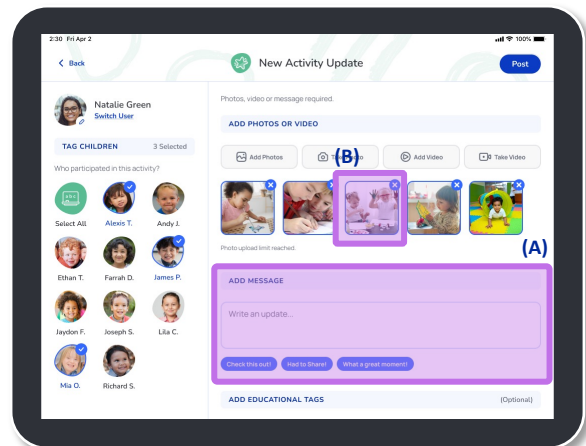 2:30 Fri Apr 2
100%
Back
New Activity Update
Post
Natalie Green
Switch User
TAG CHILDREN
3 Selected
Who participated in this activity?
Select All
Alexis T.
Andy J.
Ethan T.
Farrah D.
James P.
Jaydon F.
Joseph S.
Lila C.
Mia O.
Richard S.
Photos, video or message required.
ADD PHOTOS OR VIDEO
(B)
Add Photos
Add Video
Take Video
(A)
Photo upload limit reached.
ADD MESSAGE
Write an update...
Check this out!
Had to Share!
What a great moment!
ADD EDUCATIONAL TAGS
(Optional)